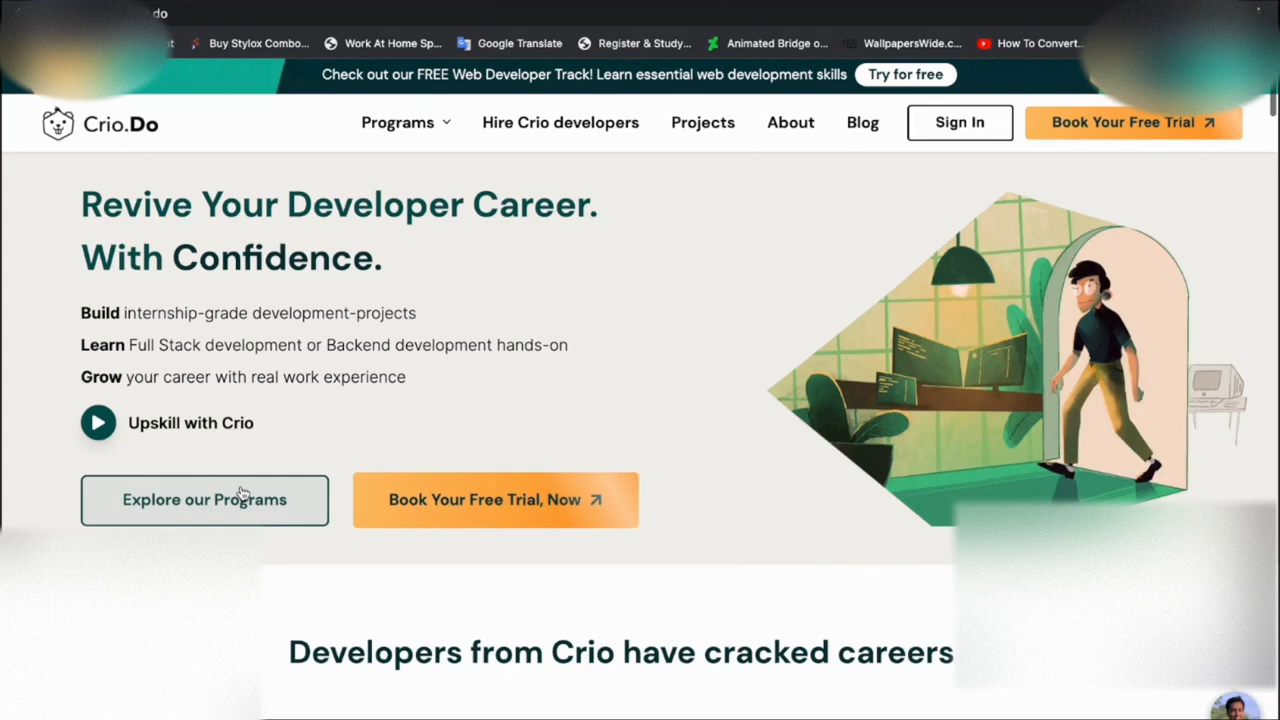 do
Buy Stylox Combo... Work At Home Sp... Google Translate Register & Study... Animated Bridge o... WallpapersWide.c... How To Convert...
Check out our FREE Web Developer Track! Learn essential web development skills Try for free
Crio.Do Programs Hire Crio developers Projects About Blog Sign In Book Your Free Trial
Revive Your Developer Career.
With Confidence.
Build internship-grade development-projects
Learn Full Stack development or Backend development hands-on
Grow your career with real work experience
Upskill with Crio
Explore our Programs Book Your Free Trial, Now
Developers from Crio have cracked careers